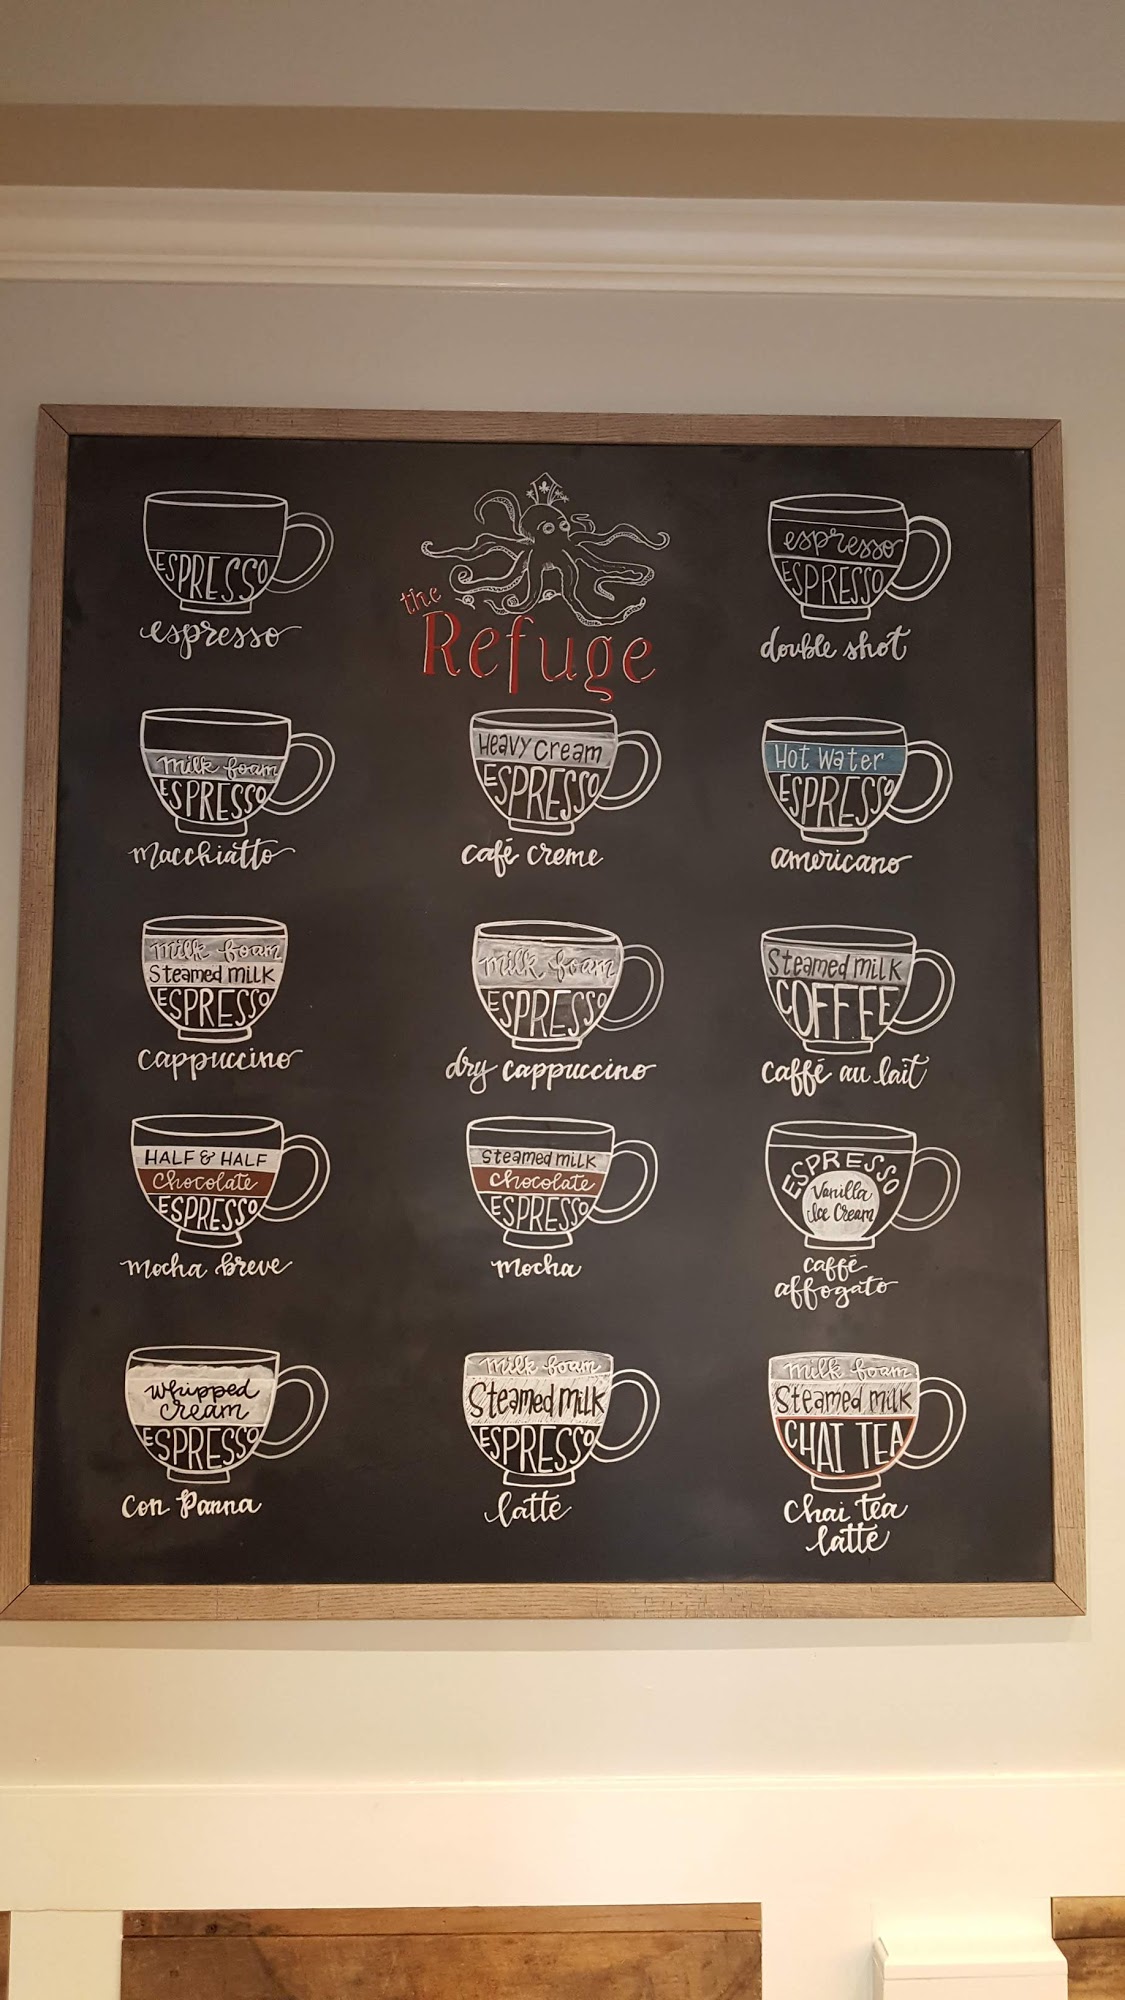 ESPRESSO
espresso
the
Refuge
espresso
ESPRESSO
double shot
milk foam
ESPRESSO
macchiatto
Heavy Cream
ESPRESSO
café creme
Hot Water
ESPRESSO
americano
milk foam
Steamed Milk
ESPRESSO
cappuccino
milk foam
ESPRESSO
dry cappuccino
Steamed Milk
COFFEE
caffé au lait
HALF & HALF
chocolate
ESPRESSO
mocha breve
Steamed Milk
chocolate
ESPRESSO
mocha
ESPRESSO
Vanilla
Ice Cream
caffé
affogato
whipped
cream
ESPRESSO
con Panna
milk foam
Steamed Milk
ESPRESSO
latte
milk foam
Steamed Milk
CHAI TEA
chai tea
latte